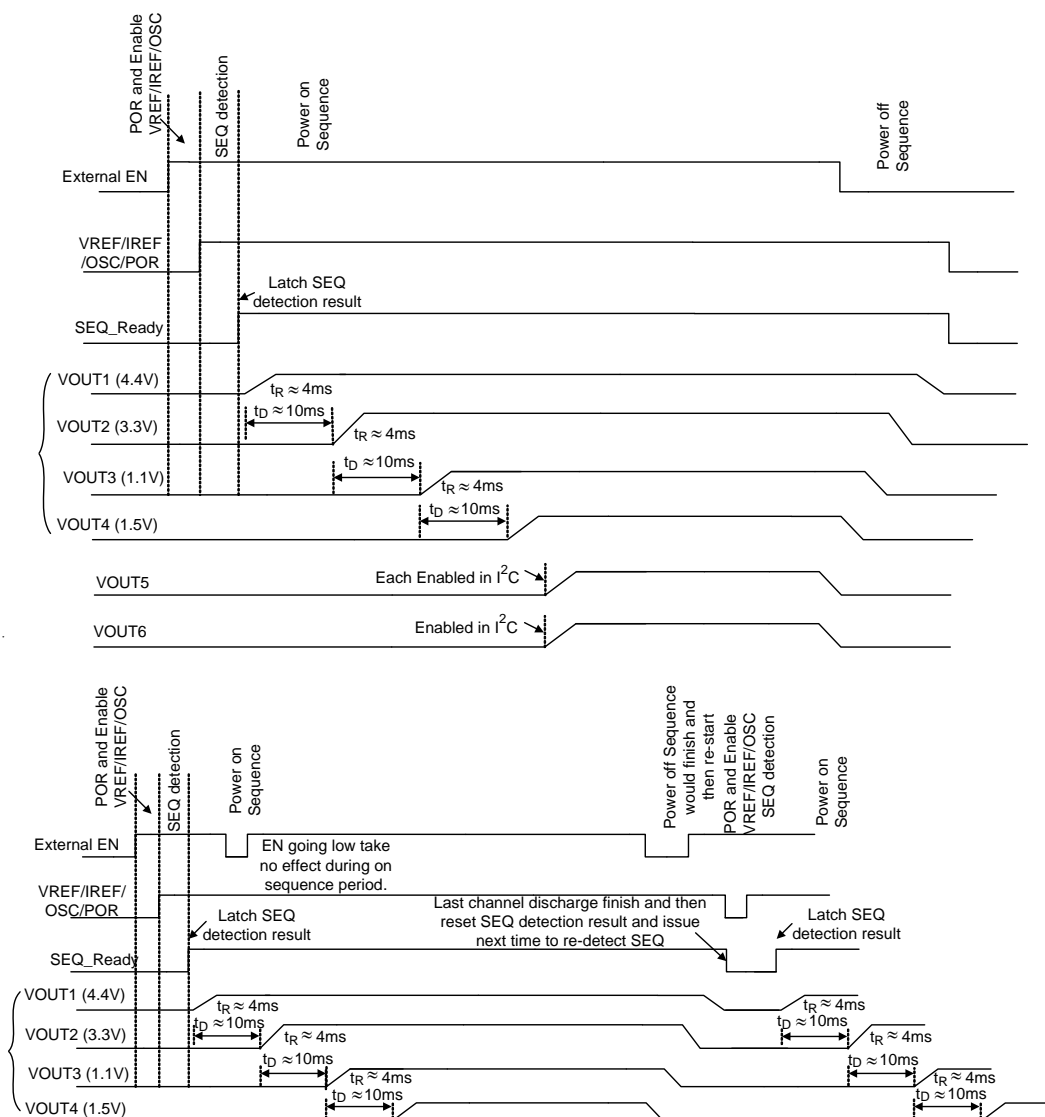 POR and Enable
VREF/IREF/OSC
SEQ detection
Power on
Sequence
Power off
Sequence
External EN
VREF/IREF
/OSC/POR
Latch SEQ
detection result
SEQ_Ready
VOUT1 (4.4V)
tR ≈ 4ms
tD ≈ 10ms
VOUT2 (3.3V)
tR ≈ 4ms
tD ≈ 10ms
VOUT3 (1.1V)
tR ≈ 4ms
tD ≈ 10ms
VOUT4 (1.5V)
VOUT5
Each Enabled in I2C
VOUT6
Enabled in I2C
POR and Enable
VREF/IREF/OSC
SEQ detection
Power on
Sequence
Power off Sequence
would finish and
then re-start
POR and Enable
VREF/IREF/OSC
SEQ detection
Power on
Sequence
External EN
EN going low take
no effect during on
sequence period.
VREF/IREF/
OSC/POR
Latch SEQ
detection result
Last channel discharge finish and then
reset SEQ detection result and issue
next time to re-detect SEQ
Latch SEQ
detection result
SEQ_Ready
VOUT1 (4.4V)
tR ≈ 4ms
tR ≈ 4ms
tD ≈ 10ms
tD ≈ 10ms
VOUT2 (3.3V)
tR ≈ 4ms
tR ≈ 4ms
tD ≈ 10ms
tD ≈ 10ms
VOUT3 (1.1V)
tR ≈ 4ms
tR ≈ 4ms
tD ≈ 10ms
tD ≈ 10ms
VOUT4 (1.5V)